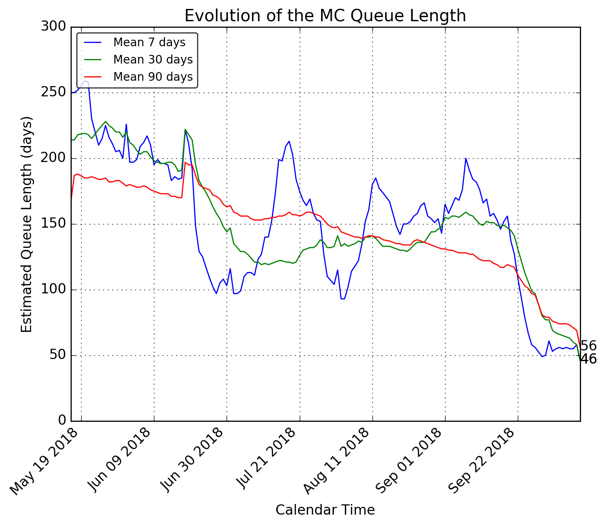 Evolution of the MC Queue Length
Mean 7 days
Mean 30 days
Mean 90 days
Estimated Queue Length (days)
300
250
200
150
100
50
0
56
46
May 19 2018
Jun 09 2018
Jun 30 2018
Jul 21 2018
Aug 11 2018
Sep 01 2018
Sep 22 2018
Calendar Time